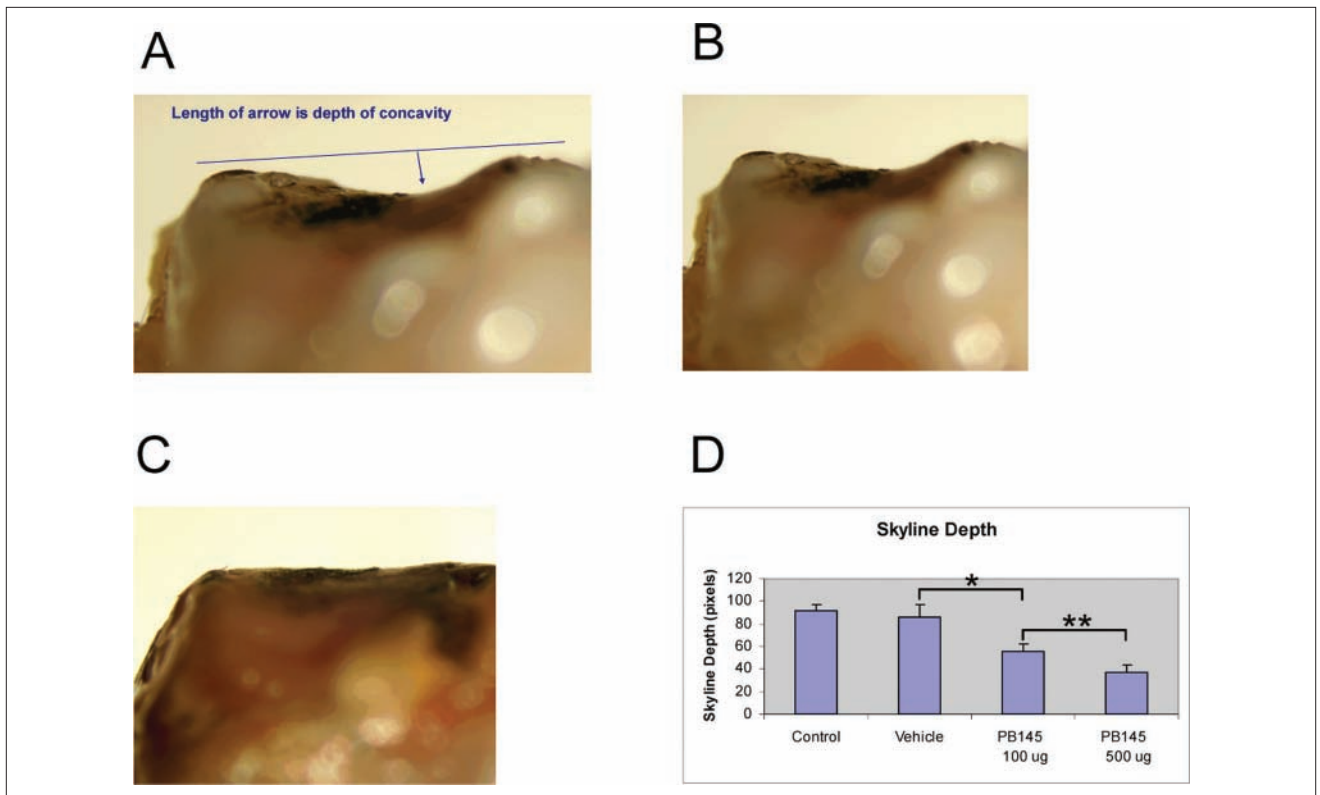 A
B
Length of arrow is depth of concavity
C
D
Skyline Depth
Skyline Depth (pixels)
120
100
80
60
40
20
0
*
**
Control Vehicle PB145 PB145
100 ug 500 ug